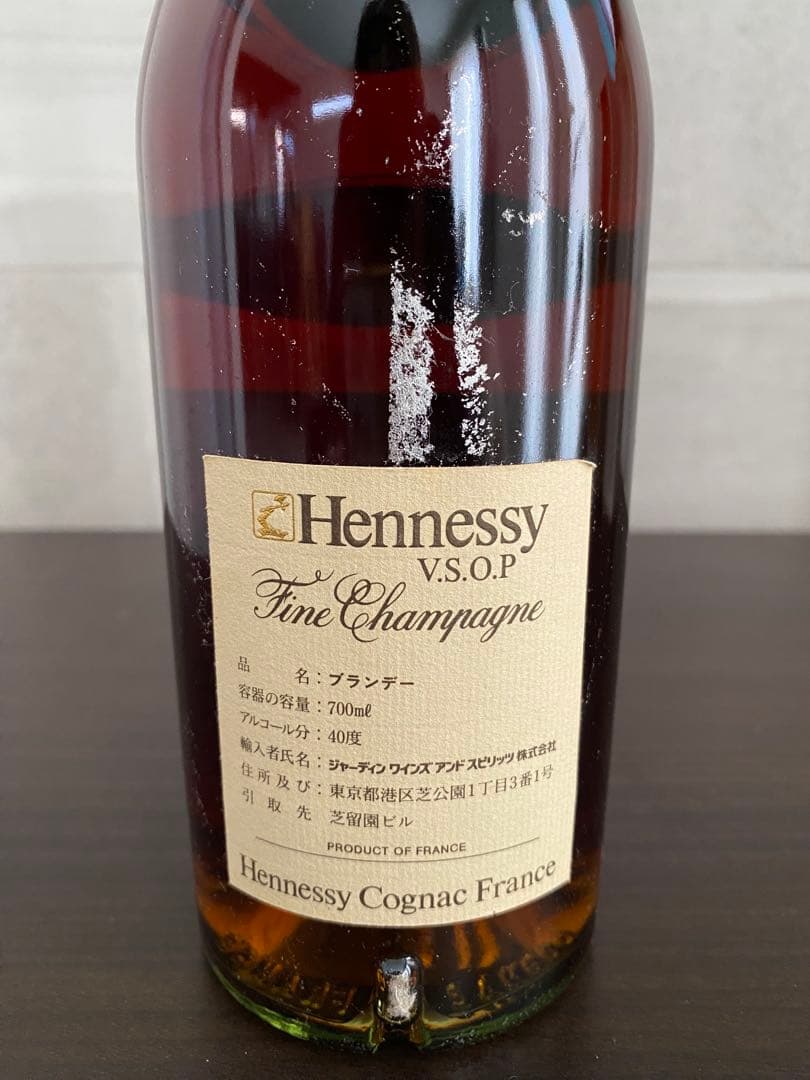 Hennessy
V.S.O.P
Fine Champagne
品名：ブランデー
容器の容量：700mℓ
アルコール分：40度
輸入者氏名：ジャーディン ワインズ アンド スピリッツ 株式会社
住所及び：東京都港区芝公園1丁目3番1号
引取先 芝留園ビル
PRODUCT OF FRANCE
Hennessy Cognac France